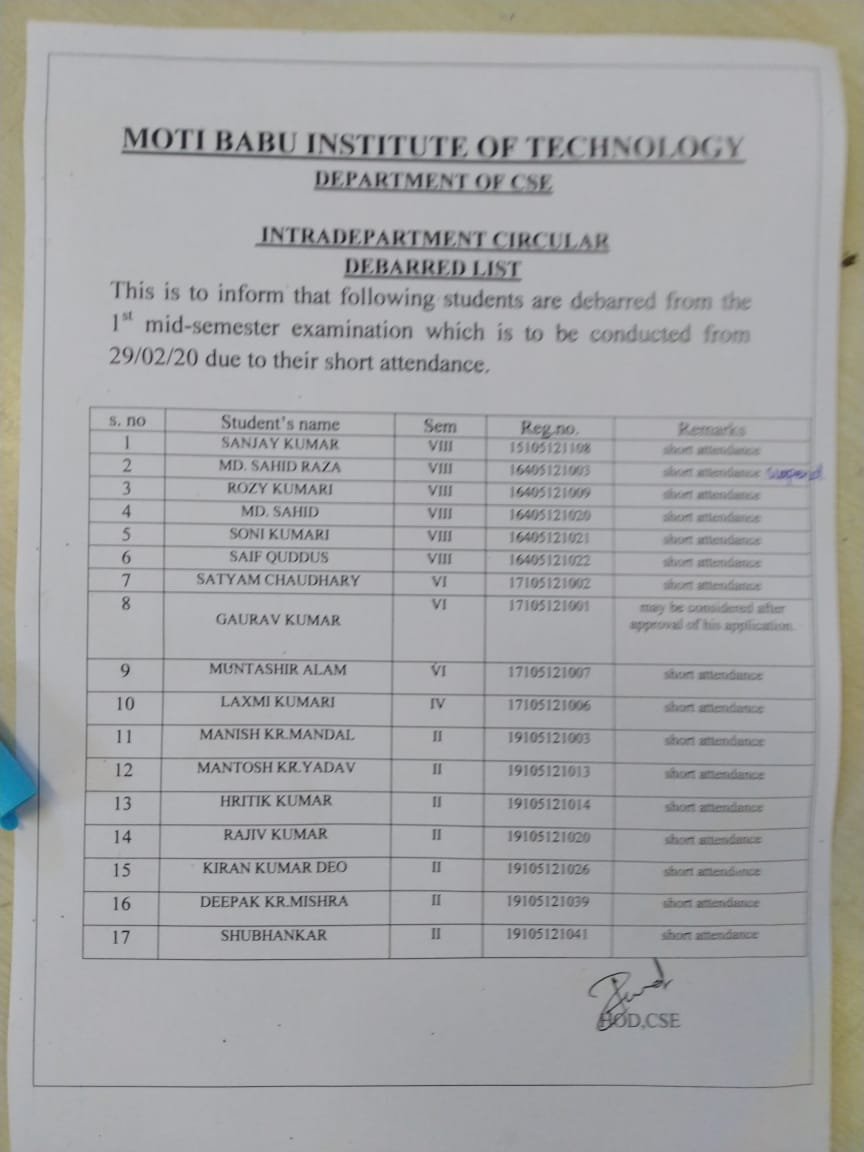 MOTI BABU INSTITUTE OF TECHNOLOGY
DEPARTMENT OF CSE
INTRADEPARTMENT CIRCULAR
DEBARRED LIST
This is to inform that following students are debarred from the
1st mid-semester examination which is to be conducted from
29/02/20 due to their short attendance.
s. no Student's name Sem Reg.no. Remarks
1 SANJAY KUMAR VIII 15105121108 short attendance
2 MD. SAHID RAZA VIII 16405121003 short attendance suspend
3 ROZY KUMARI VIII 16405121009 short attendance
4 MD. SAHID VIII 16405121020 short attendance
5 SONI KUMARI VIII 16405121021 short attendance
6 SAIF QUDDUS VIII 16405121022 short attendance
7 SATYAM CHAUDHARY VI 17105121002 short attendance
8 GAURAV KUMAR VI 17105121001 may be considered after
approval of his application.
9 MUNTASHIR ALAM VI 17105121007 short attendance
10 LAXMI KUMARI IV 17105121006 short attendance
11 MANISH KR.MANDAL II 19105121003 short attendance
12 MANTOSH KR.YADAV II 19105121013 short attendance
13 HRITIK KUMAR II 19105121014 short attendance
14 RAJIV KUMAR II 19105121020 short attendance
15 KIRAN KUMAR DEO II 19105121026 short attendance
16 DEEPAK KR.MISHRA II 19105121039 short attendance
17 SHUBHANKAR II 19105121041 short attendance
HOD,CSE